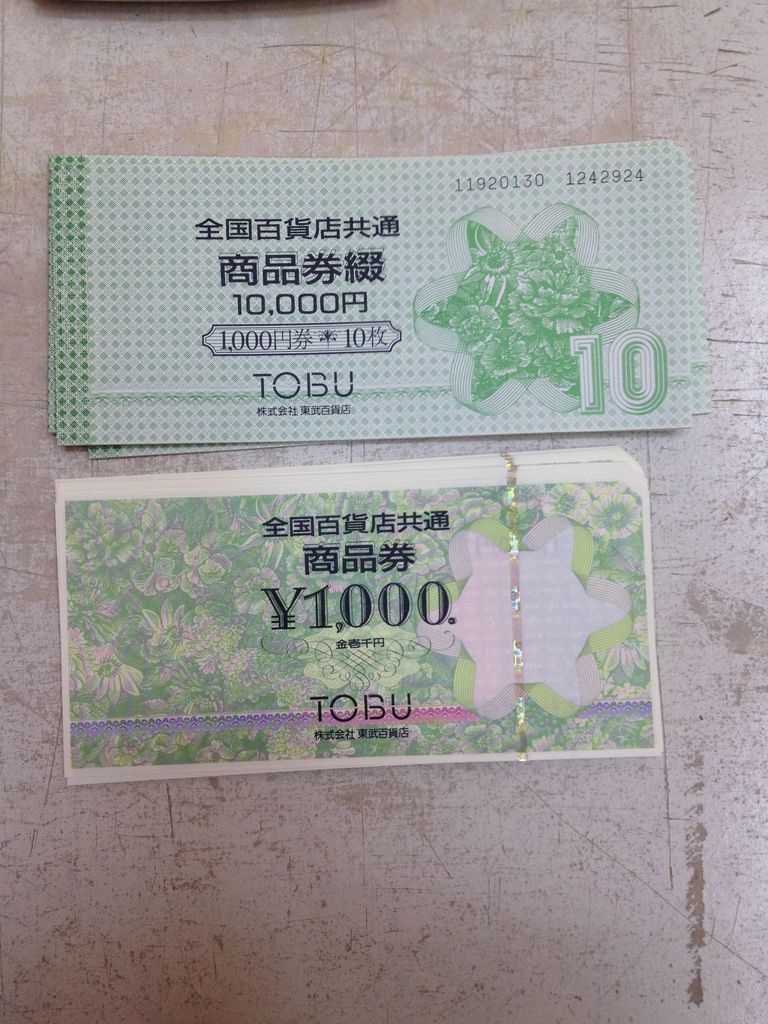 11920130 1242924
全国百貨店共通
商品券綴
10,000円
1,000円券 10枚
10
TOBU
株式会社 東武百貨店
全国百貨店共通
商品券
¥1,000.
金壱千円
TOBU
株式会社 東武百貨店